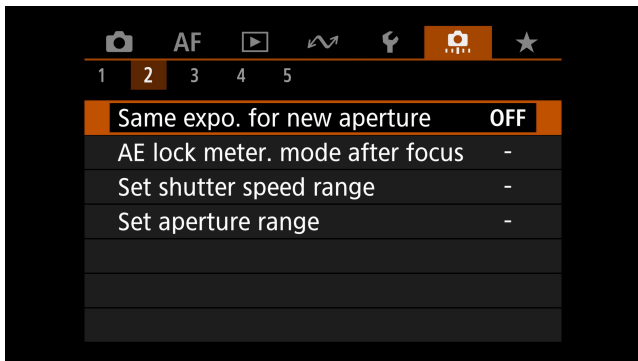 AF
1 2 3 4 5
Same expo. for new aperture OFF
AE lock meter. mode after focus -
Set shutter speed range -
Set aperture range -